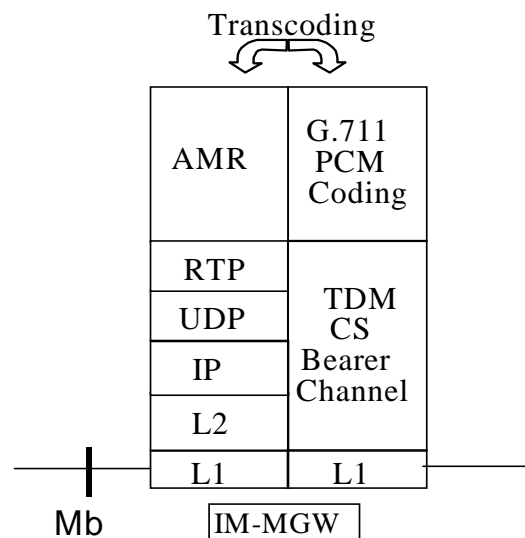 Transcoding
AMR
G.711
PCM
Coding
RTP
UDP
IP
L2
TDM
CS
Bearer
Channel
L1
L1
Mb
IM-MGW